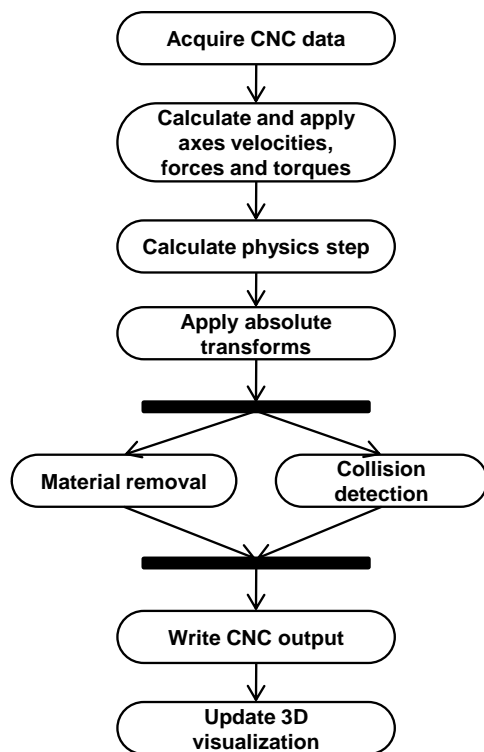 Acquire CNC data
Calculate and apply
axes velocities,
forces and torques
Calculate physics step
Apply absolute
transforms
Material removal
Collision
detection
Write CNC output
Update 3D
visualization